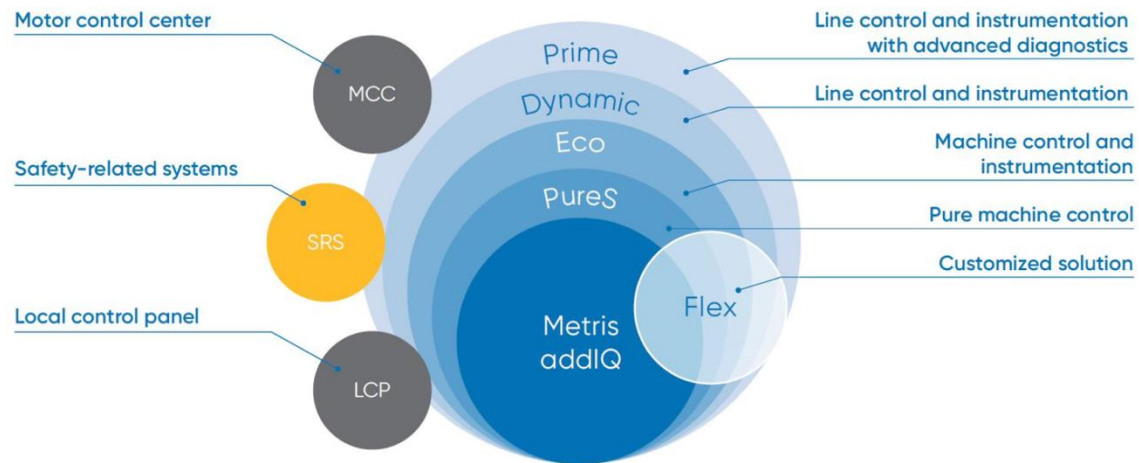 Motor control center
MCC
Safety-related systems
SRS
Local control panel
LCP
Prime
Dynamic
Eco
PureS
Metris
addIQ
Flex
Line control and instrumentation
with advanced diagnostics
Line control and instrumentation
Machine control and
instrumentation
Pure machine control
Customized solution